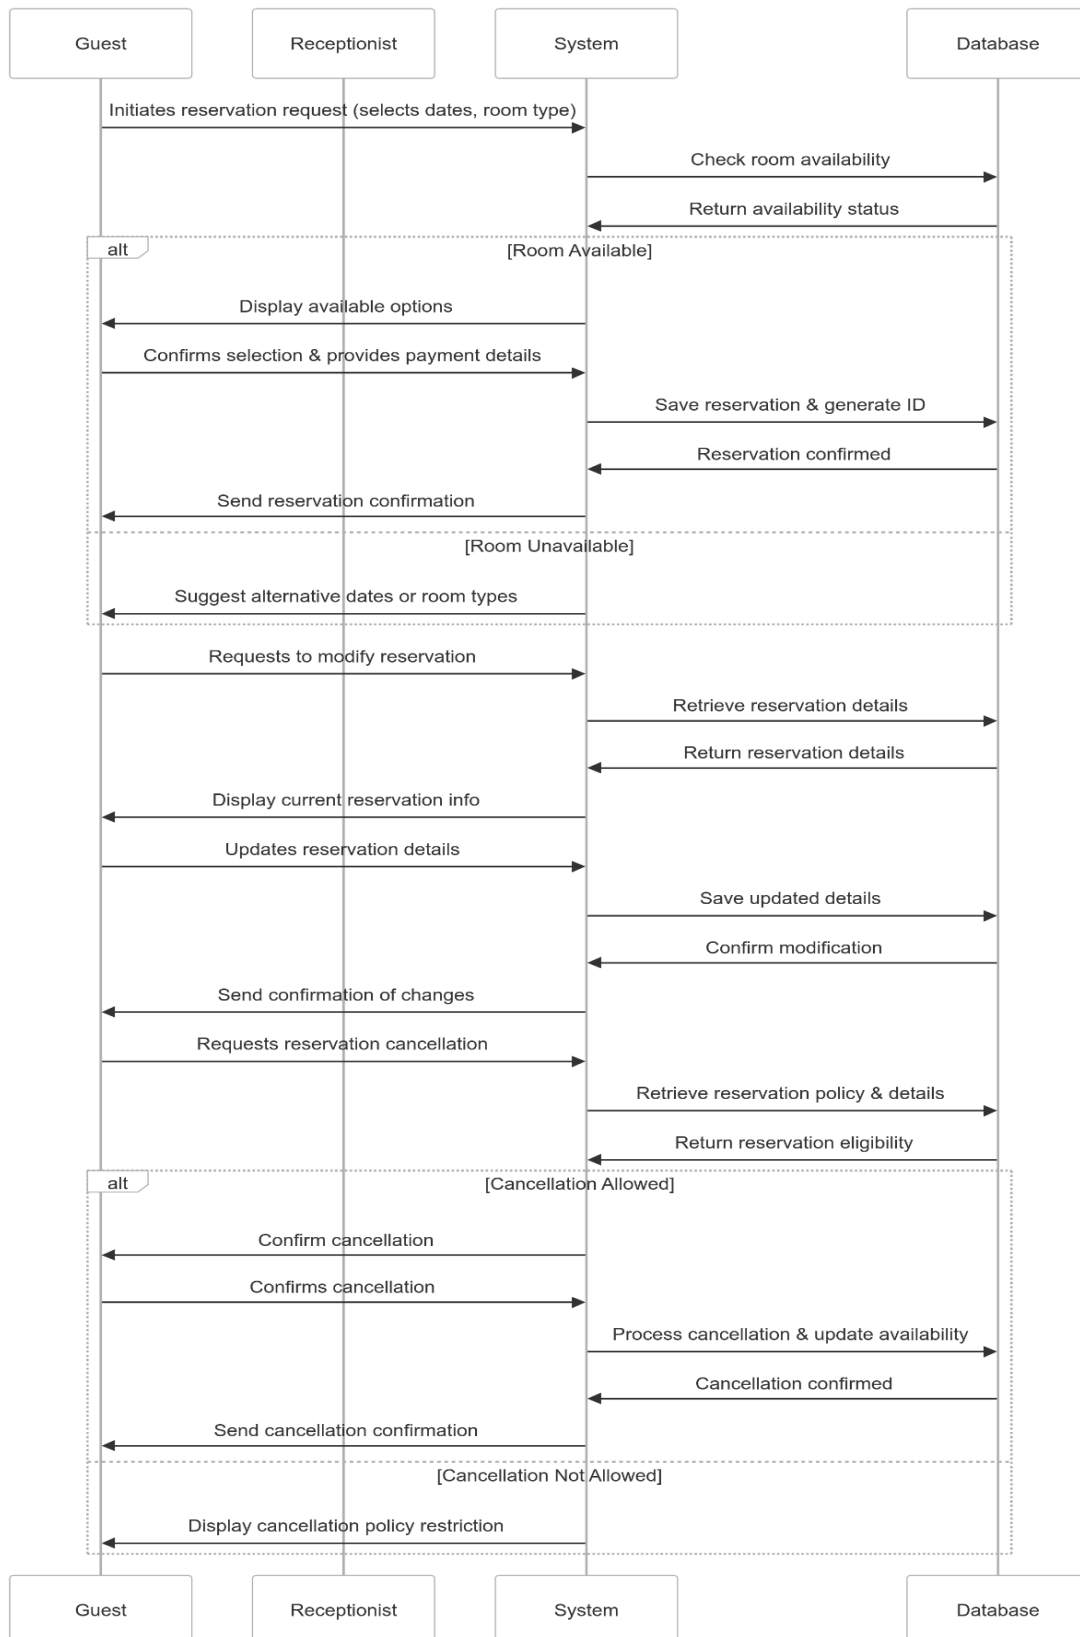 Guest
Receptionist
System
Database
Initiates reservation request (selects dates, room type)
Check room availability
Return availability status
alt
[Room Available]
Display available options
Confirms selection & provides payment details
Save reservation & generate ID
Reservation confirmed
Send reservation confirmation
[Room Unavailable]
Suggest alternative dates or room types
Requests to modify reservation
Retrieve reservation details
Return reservation details
Display current reservation info
Updates reservation details
Save updated details
Confirm modification
Send confirmation of changes
Requests reservation cancellation
Retrieve reservation policy & details
Return reservation eligibility
alt
[Cancellation Allowed]
Confirm cancellation
Confirms cancellation
Process cancellation & update availability
Cancellation confirmed
Send cancellation confirmation
[Cancellation Not Allowed]
Display cancellation policy restriction
Guest
Receptionist
System
Database